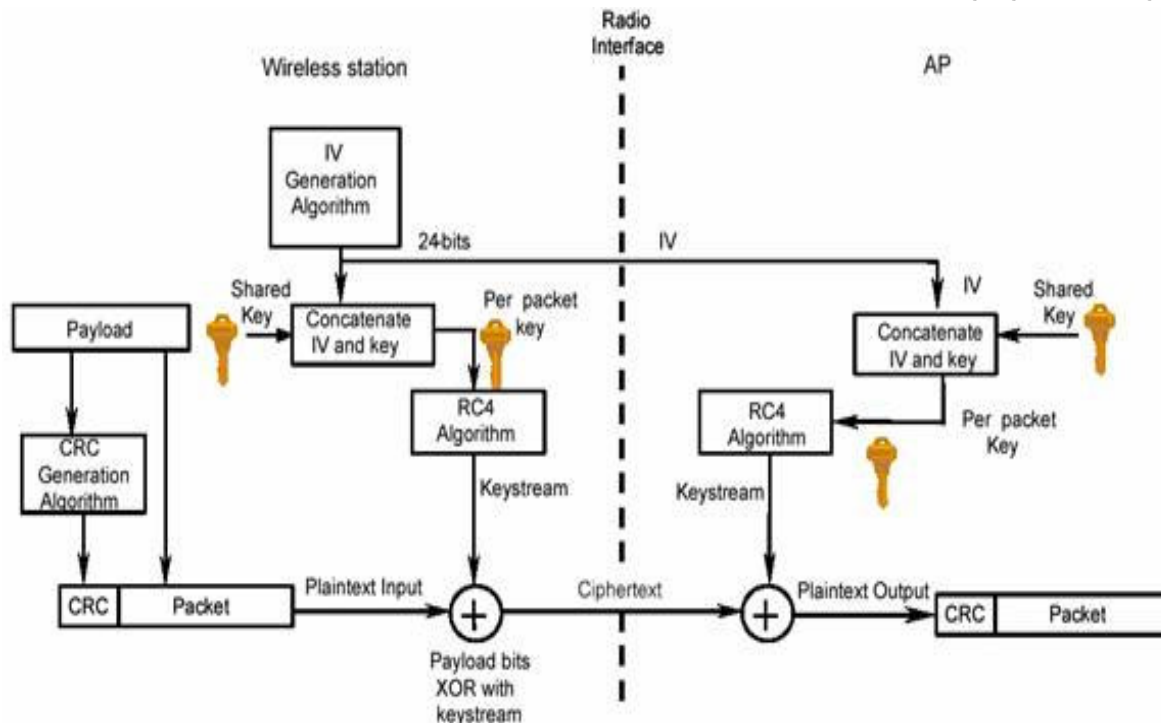 Radio
Interface
Wireless station
AP
IV
Generation
Algorithm
24-bits
IV
Shared
Key
Per packet
key
IV
Shared
Key
Payload
Concatenate
IV and key
Concatenate
IV and key
RC4
Algorithm
RC4
Algorithm
Per packet
Key
CRC
Generation
Algorithm
Keystream
Keystream
CRC
Packet
Plaintext Input
Ciphertext
Plaintext Output
CRC
Packet
Payload bits
XOR with
keystream